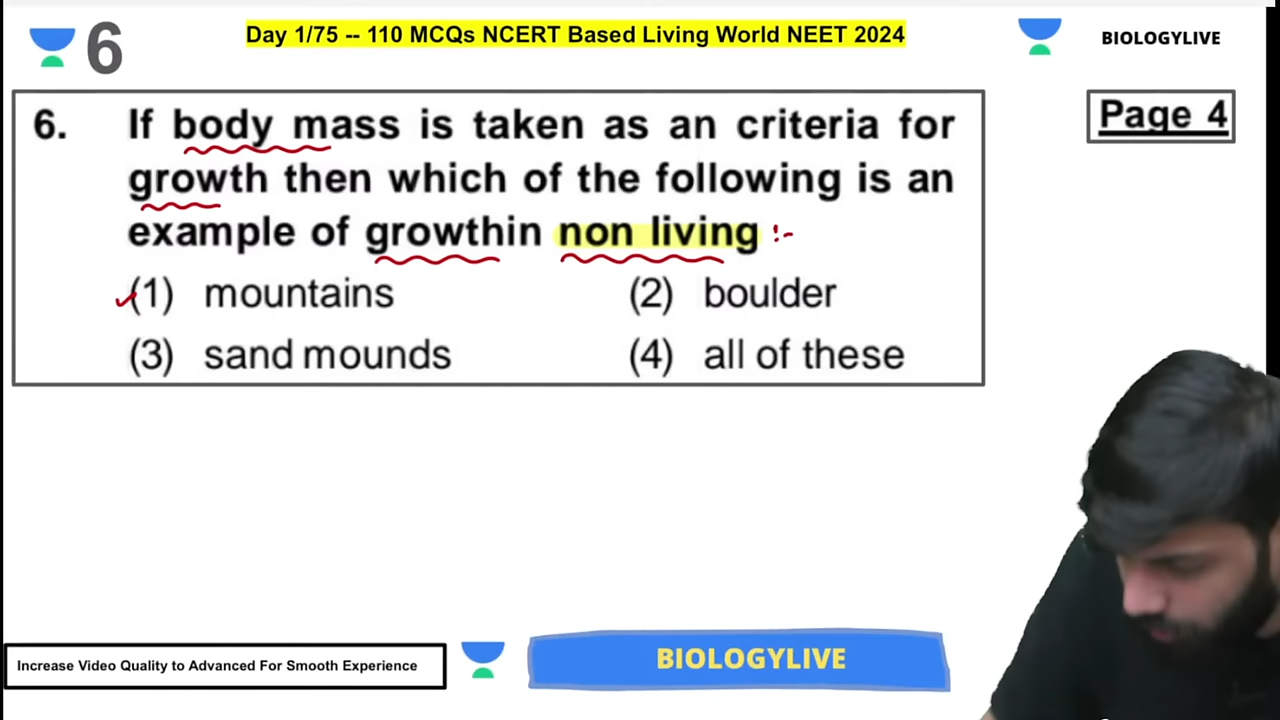 6
Day 1/75 -- 110 MCQs NCERT Based Living World NEET 2024
BIOLOGYLIVE
Page 4
6. If body mass is taken as an criteria for
growth then which of the following is an
example of growthin non living :-
(1) mountains (2) boulder
(3) sand mounds (4) all of these
Increase Video Quality to Advanced For Smooth Experience
BIOLOGYLIVE